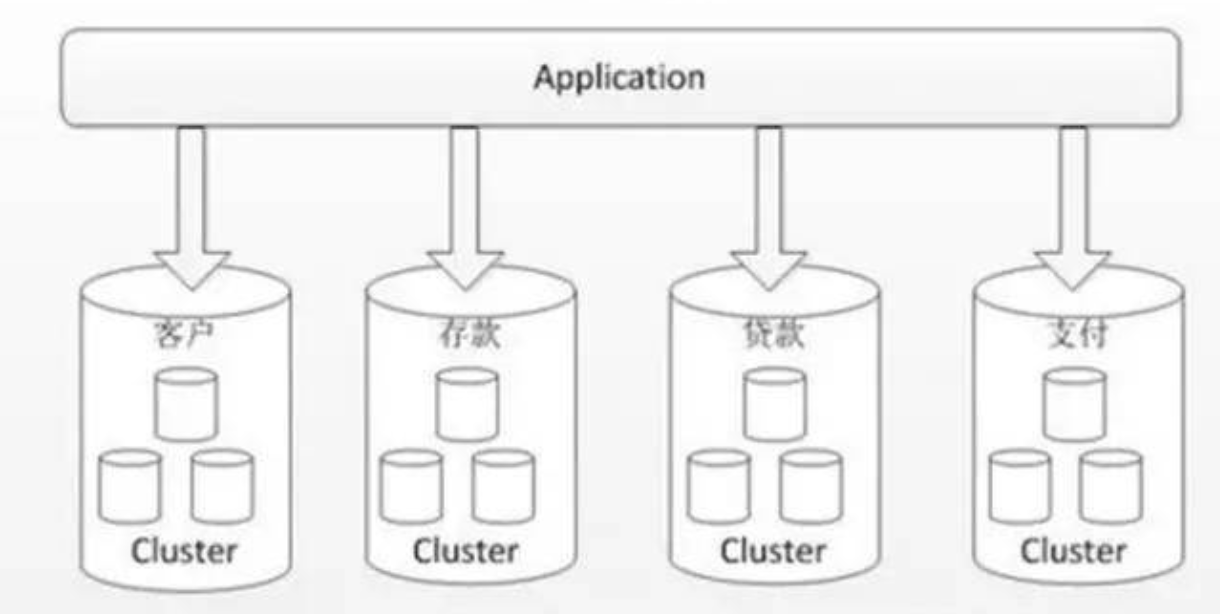 Application
客户
存款
贷款
支付
Cluster
Cluster
Cluster
Cluster